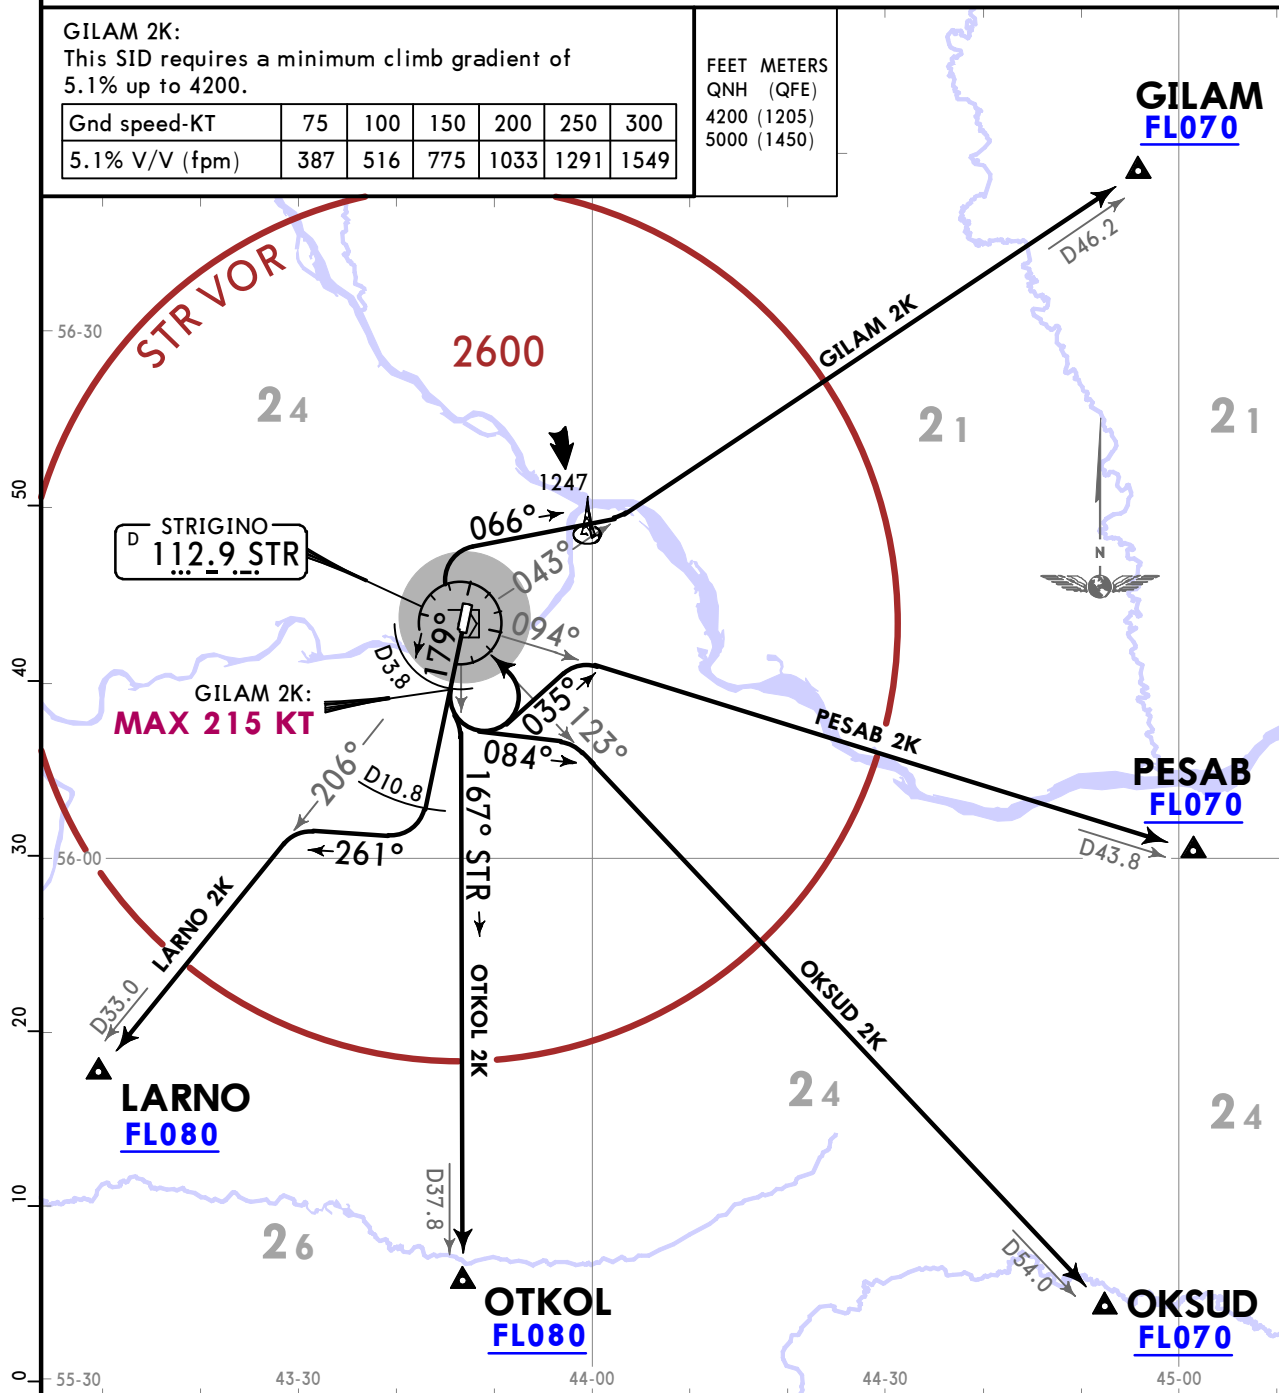 GILAM 2K:
This SID requires a minimum climb gradient of
5.1% up to 4200.
Gnd speed-KT 75 100 150 200 250 300
5.1% V/V (fpm) 387 516 775 1033 1291 1549
FEET METERS
QNH (QFE)
4200 (1205)
5000 (1450)
GILAM
FL070
D46.2
STR VOR
56-30
2600
GILAM 2K
24
21
21
1247
50
066°
STRIGINO
D 112.9 STR
043°
N
094°
179°
D3.8
40
GILAM 2K:
MAX 215 KT
035°
123°
PESAB 2K
084°
206°
D10.8
167° STR
PESAB
FL070
D43.8
30
56-00
261°
LARNO 2K
OTKOL 2K
OKSUD 2K
D33.0
20
LARNO
FL080
24
24
D37.8
10
26
D54.0
OTKOL
FL080
OKSUD
FL070
0
55-30
43-30
44-00
44-30
45-00